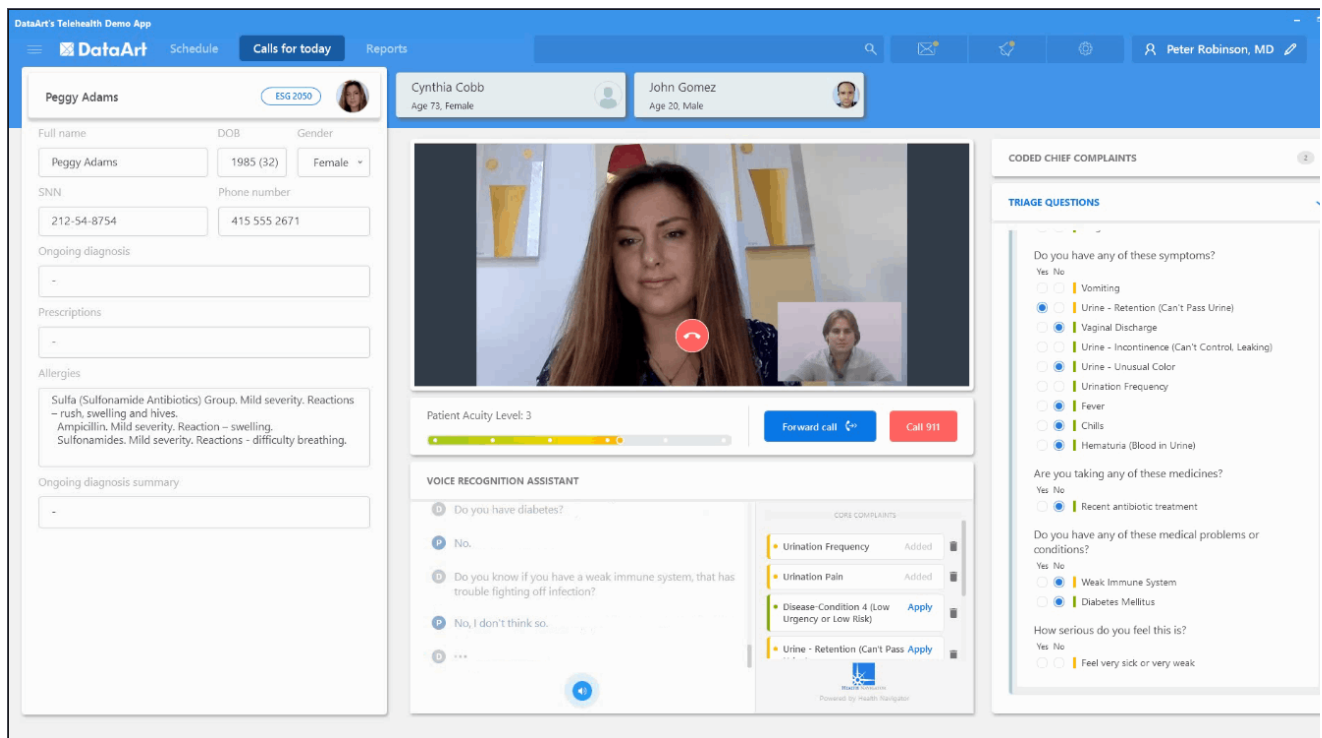 DataArt's Telehealth Demo App
DataArt
Schedule
Calls for today
Reports
Peter Robinson, MD
Peggy Adams
ESG 2050
Cynthia Cobb
Age 73, Female
John Gomez
Age 20, Male
Full name
DOB
Gender
Peggy Adams
1985 (32)
Female
SNN
Phone number
212-54-8754
415 555 2671
Ongoing diagnosis
-
Prescriptions
-
Allergies
Sulfa (Sulfonamide Antibiotics) Group. Mild severity. Reactions
– rush, swelling and hives.
Ampicillin. Mild severity. Reaction – swelling.
Sulfonamides. Mild severity. Reactions - difficulty breathing.
Ongoing diagnosis summary
-
Patient Acuity Level: 3
Forward call
Call 911
VOICE RECOGNITION ASSISTANT
D Do you have diabetes?
P No.
D Do you know if you have a weak immune system, that has
trouble fighting off infection?
P No, I don't think so.
D ...
CORE COMPLAINTS
Urination Frequency Added
Urination Pain Added
Disease-Condition 4 (Low Apply
Urgency or Low Risk)
Urine - Retention (Can't Pass Apply
Powered by Health Navigator
CODED CHIEF COMPLAINTS
2
TRIAGE QUESTIONS
Do you have any of these symptoms?
Yes No
Vomiting
Urine - Retention (Can't Pass Urine)
Vaginal Discharge
Urine - Incontinence (Can't Control, Leaking)
Urine - Unusual Color
Urination Frequency
Fever
Chills
Hematuria (Blood in Urine)
Are you taking any of these medicines?
Yes No
Recent antibiotic treatment
Do you have any of these medical problems or
conditions?
Yes No
Weak Immune System
Diabetes Mellitus
How serious do you feel this is?
Yes No
Feel very sick or very weak